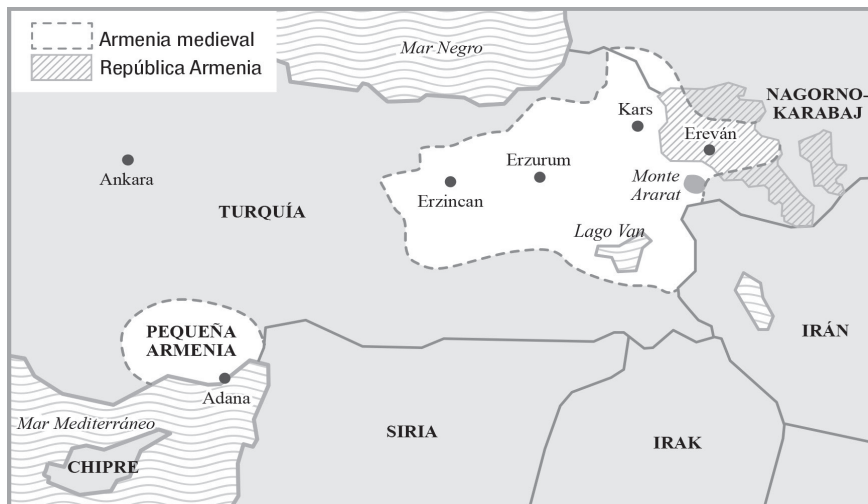 Armenia medieval
República Armenia
Mar Negro
NAGORNO-
KARABAJ
Kars
Ereván
Ankara
Erzurum
Erzincan
Monte
Ararat
TURQUÍA
Lago Van
PEQUEÑA
ARMENIA
IRÁN
Adana
Mar Mediterráneo
SIRIA
IRAK
CHIPRE